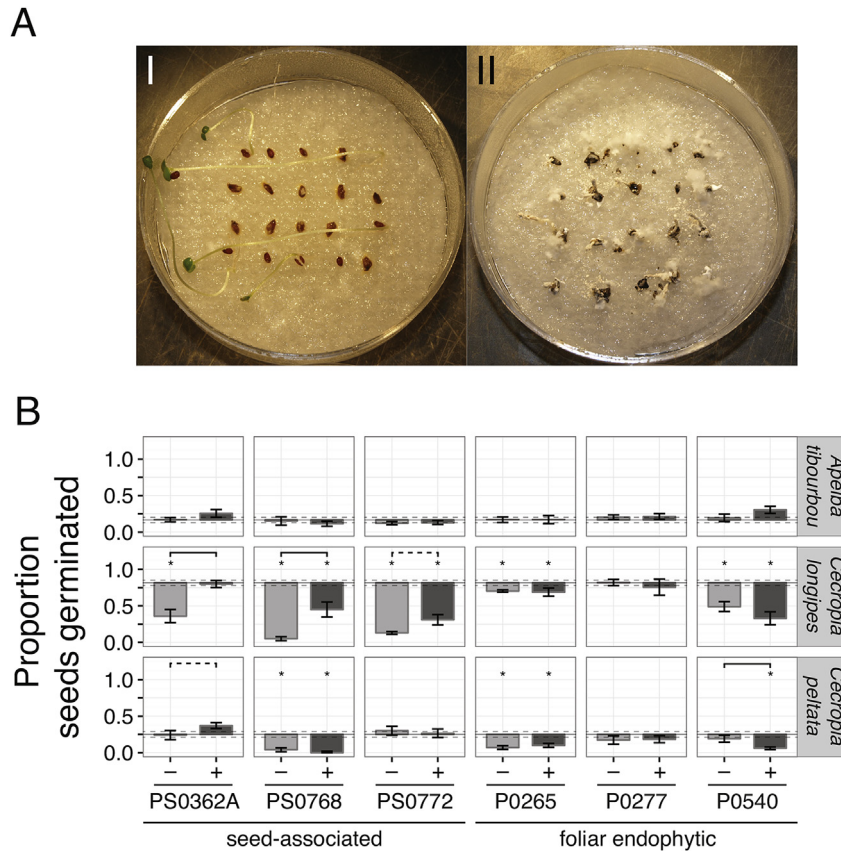 A
I
II
B
Proportion
seeds germinated
1.0
0.5
0.0
Apeiba
tibourbou
1.0
0.5
0.0
* * * * * * * * *
Cecropia
longipes
1.0
0.5
0.0
* * * * *
Cecropia
peltata
− + − + − + − + − + − +
PS0362A PS0768 PS0772 P0265 P0277 P0540
seed-associated foliar endophytic